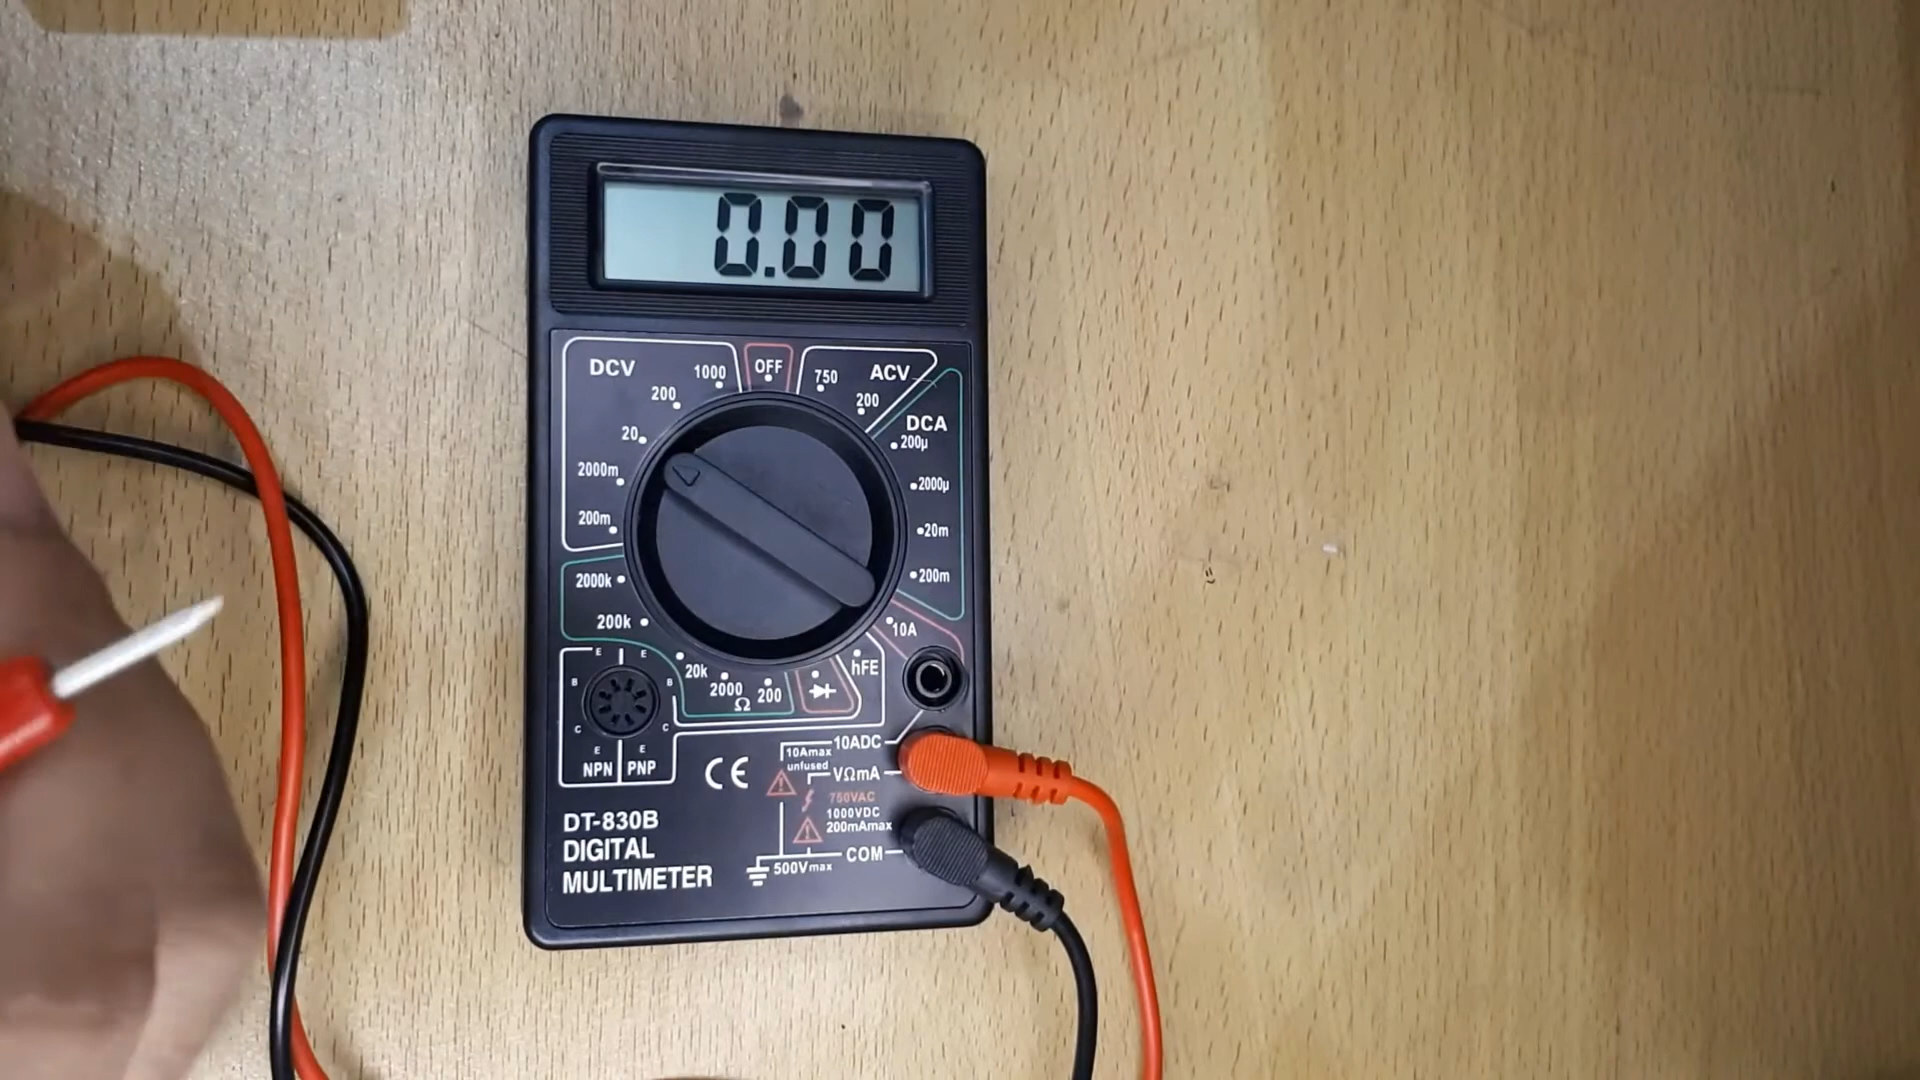 0.00
DCV 1000 OFF 750 ACV
200 200
DCA
20 200µ
2000m 2000µ
200m 20m
2000k 200m
200k 10A
E E 20k hFE
B B 2000 200
Ω
C C
E E
NPN PNP
CE
10Amax 10ADC
unfused
VΩmA
750VAC
1000VDC
200mAmax
COM
500Vmax
DT-830B
DIGITAL
MULTIMETER